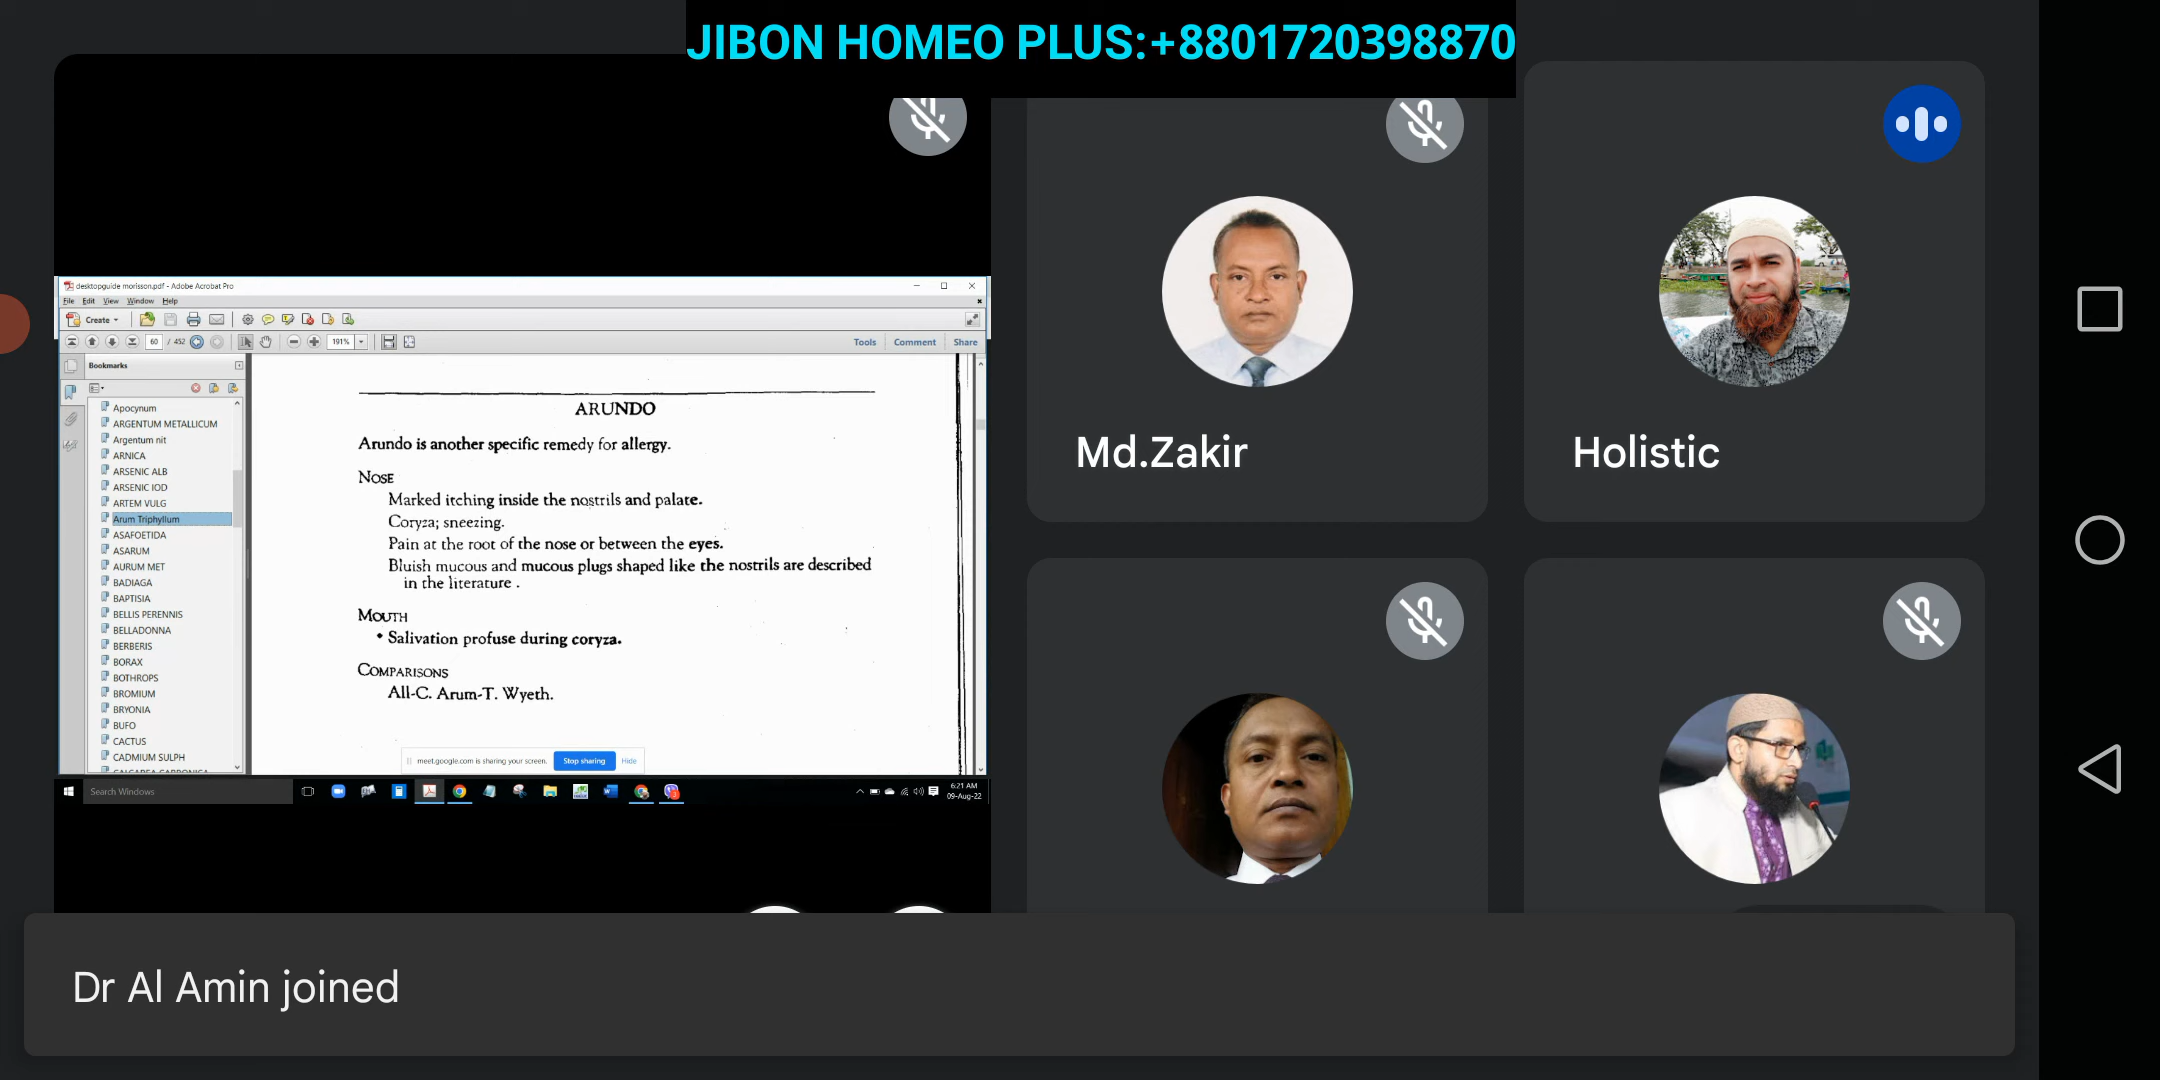 JIBON HOMEO PLUS:+8801720398870
desktopguide morisson.pdf - Adobe Acrobat Pro
File Edit View Window Help
Create
60 / 452
191%
Tools Comment Share
Bookmarks
Apocynum
ARGENTUM METALLICUM
Argentum nit
ARNICA
ARSENIC ALB
ARSENIC IOD
ARTEM VULG
Arum Triphyllum
ASAFOETIDA
ASARUM
AURUM MET
BADIAGA
BAPTISIA
BELLIS PERENNIS
BELLADONNA
BERBERIS
BORAX
BOTHROPS
BROMIUM
BRYONIA
BUFO
CACTUS
CADMIUM SULPH
CALCAREA CARBONICA
ARUNDO
Arundo is another specific remedy for allergy.
NOSE
Marked itching inside the nostrils and palate.
Coryza; sneezing.
Pain at the root of the nose or between the eyes.
Bluish mucous and mucous plugs shaped like the nostrils are described
in the literature .
MOUTH
• Salivation profuse during coryza.
COMPARISONS
All-C. Arum-T. Wyeth.
meet.google.com is sharing your screen.
Stop sharing
Hide
Search Windows
6:21 AM
09-Aug-22
Md.Zakir
Holistic
Dr Al Amin joined